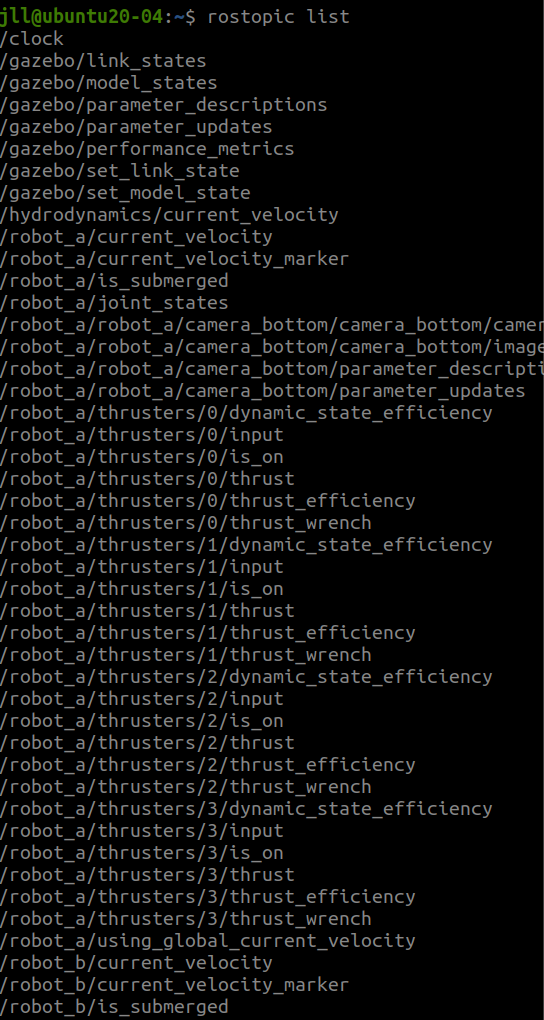 jll@ubuntu20-04:~$ rostopic list
/clock
/gazebo/link_states
/gazebo/model_states
/gazebo/parameter_descriptions
/gazebo/parameter_updates
/gazebo/performance_metrics
/gazebo/set_link_state
/gazebo/set_model_state
/hydrodynamics/current_velocity
/robot_a/current_velocity
/robot_a/current_velocity_marker
/robot_a/is_submerged
/robot_a/joint_states
/robot_a/robot_a/camera_bottom/camera_bottom/camer
/robot_a/robot_a/camera_bottom/camera_bottom/image
/robot_a/robot_a/camera_bottom/parameter_descripti
/robot_a/robot_a/camera_bottom/parameter_updates
/robot_a/thrusters/0/dynamic_state_efficiency
/robot_a/thrusters/0/input
/robot_a/thrusters/0/is_on
/robot_a/thrusters/0/thrust
/robot_a/thrusters/0/thrust_efficiency
/robot_a/thrusters/0/thrust_wrench
/robot_a/thrusters/1/dynamic_state_efficiency
/robot_a/thrusters/1/input
/robot_a/thrusters/1/is_on
/robot_a/thrusters/1/thrust
/robot_a/thrusters/1/thrust_efficiency
/robot_a/thrusters/1/thrust_wrench
/robot_a/thrusters/2/dynamic_state_efficiency
/robot_a/thrusters/2/input
/robot_a/thrusters/2/is_on
/robot_a/thrusters/2/thrust
/robot_a/thrusters/2/thrust_efficiency
/robot_a/thrusters/2/thrust_wrench
/robot_a/thrusters/3/dynamic_state_efficiency
/robot_a/thrusters/3/input
/robot_a/thrusters/3/is_on
/robot_a/thrusters/3/thrust
/robot_a/thrusters/3/thrust_efficiency
/robot_a/thrusters/3/thrust_wrench
/robot_a/using_global_current_velocity
/robot_b/current_velocity
/robot_b/current_velocity_marker
/robot_b/is_submerged